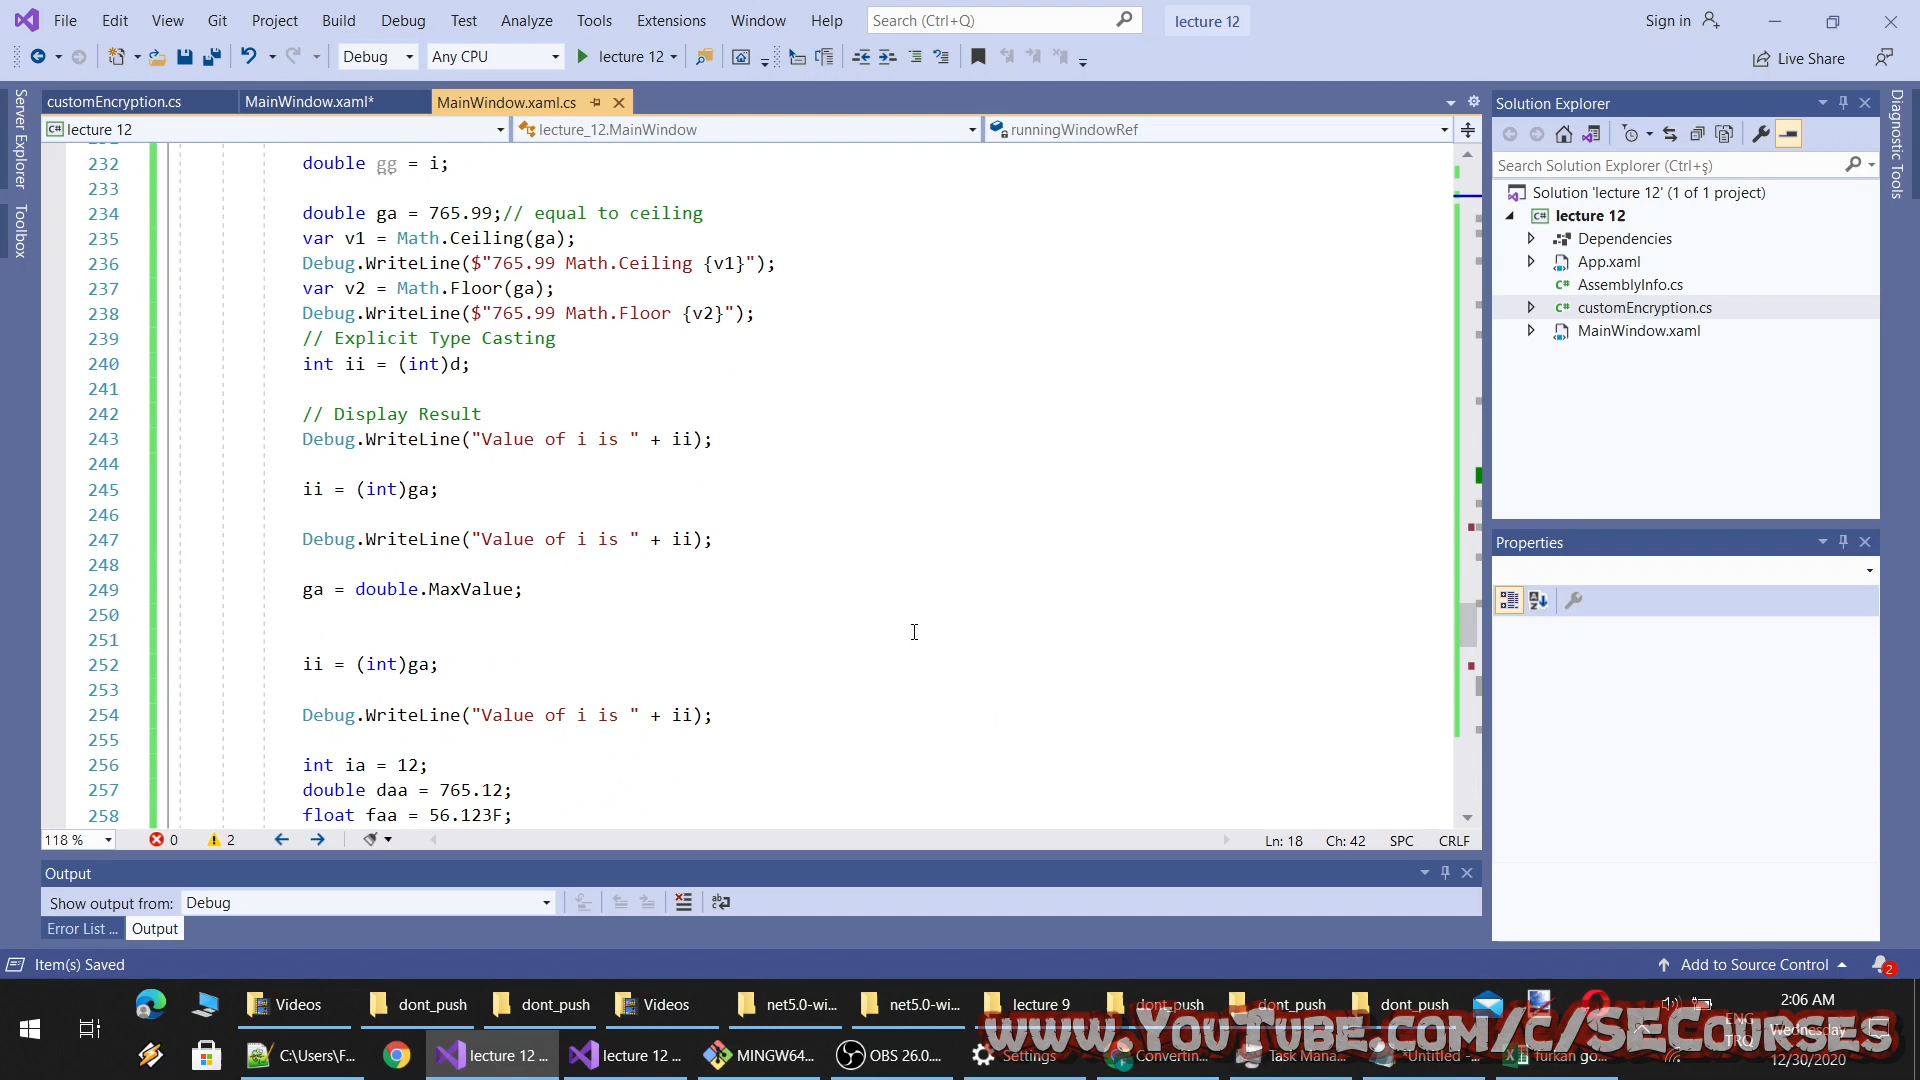 File Edit View Git Project Build Debug Test Analyze Tools Extensions Window Help Search (Ctrl+Q) lecture 12 Sign in
Debug Any CPU lecture 12 Live Share
Server Explorer
Toolbox
customEncryption.cs MainWindow.xaml* MainWindow.xaml.cs
lecture 12 lecture_12.MainWindow runningWindowRef
232 double gg = i;
233
234 double ga = 765.99;// equal to ceiling
235 var v1 = Math.Ceiling(ga);
236 Debug.WriteLine($"765.99 Math.Ceiling {v1}");
237 var v2 = Math.Floor(ga);
238 Debug.WriteLine($"765.99 Math.Floor {v2}");
239 // Explicit Type Casting
240 int ii = (int)d;
241
242 // Display Result
243 Debug.WriteLine("Value of i is " + ii);
244
245 ii = (int)ga;
246
247 Debug.WriteLine("Value of i is " + ii);
248
249 ga = double.MaxValue;
250
251
252 ii = (int)ga;
253
254 Debug.WriteLine("Value of i is " + ii);
255
256 int ia = 12;
257 double daa = 765.12;
258 float faa = 56.123F;
118 % 0 2 Ln: 18 Ch: 42 SPC CRLF
Output
Show output from: Debug
Error List ... Output
Item(s) Saved Add to Source Control 2
Solution Explorer
Search Solution Explorer (Ctrl+ş)
Solution 'lecture 12' (1 of 1 project)
lecture 12
Dependencies
App.xaml
AssemblyInfo.cs
customEncryption.cs
MainWindow.xaml
Properties
Diagnostic Tools
Videos dont_push dont_push Videos net5.0-wi... net5.0-wi... lecture 9 dont_push dont_push dont_push
C:\Users\F... lecture 12 ... lecture 12 ... MINGW64... OBS 26.0.... Settings Convertin... Task Mana... *Untitled -... furkan go...
ENG
TRQ
2:06 AM
Wednesday
12/30/2020
www.YouTube.com/c/SECourses